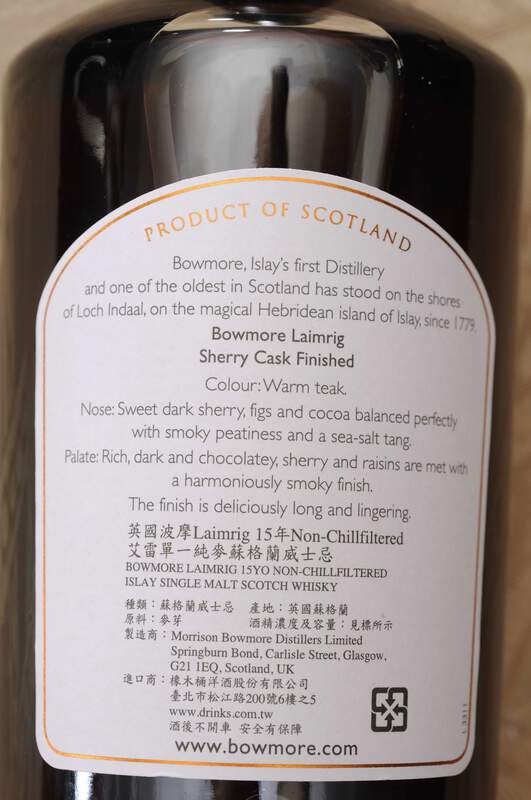 PRODUCT OF SCOTLAND
Bowmore, Islay's first Distillery
and one of the oldest in Scotland has stood on the shores
of Loch Indaal, on the magical Hebridean island of Islay, since 1779.
Bowmore Laimrig
Sherry Cask Finished
Colour: Warm teak.
Nose: Sweet dark sherry, figs and cocoa balanced perfectly
with smoky peatiness and a sea-salt tang.
Palate: Rich, dark and chocolatey, sherry and raisins are met with
a harmoniously smoky finish.
The finish is deliciously long and lingering.
英國波摩Laimrig 15年Non-Chillfiltered
艾雷單一純麥蘇格蘭威士忌
BOWMORE LAIMRIG 15YO NON-CHILLFILTERED
ISLAY SINGLE MALT SCOTCH WHISKY
種類：蘇格蘭威士忌 產地：英國蘇格蘭
原料：麥芽 酒精濃度及容量：見標所示
製造商：Morrison Bowmore Distillers Limited
Springburn Bond, Carlisle Street, Glasgow,
G21 1EQ, Scotland, UK
進口商：橡木桶洋酒股份有限公司
臺北市松江路200號6樓之5
www.drinks.com.tw
酒後不開車 安全有保障
www.bowmore.com